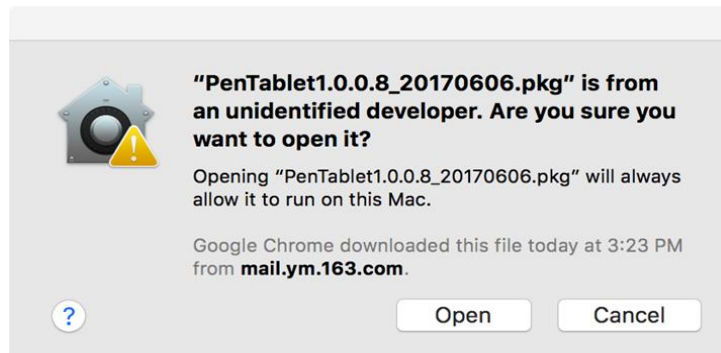 “PenTablet1.0.0.8_20170606.pkg” is from
an unidentified developer. Are you sure you
want to open it?
Opening “PenTablet1.0.0.8_20170606.pkg” will always
allow it to run on this Mac.
Google Chrome downloaded this file today at 3:23 PM
from mail.ym.163.com.
?
Open
Cancel